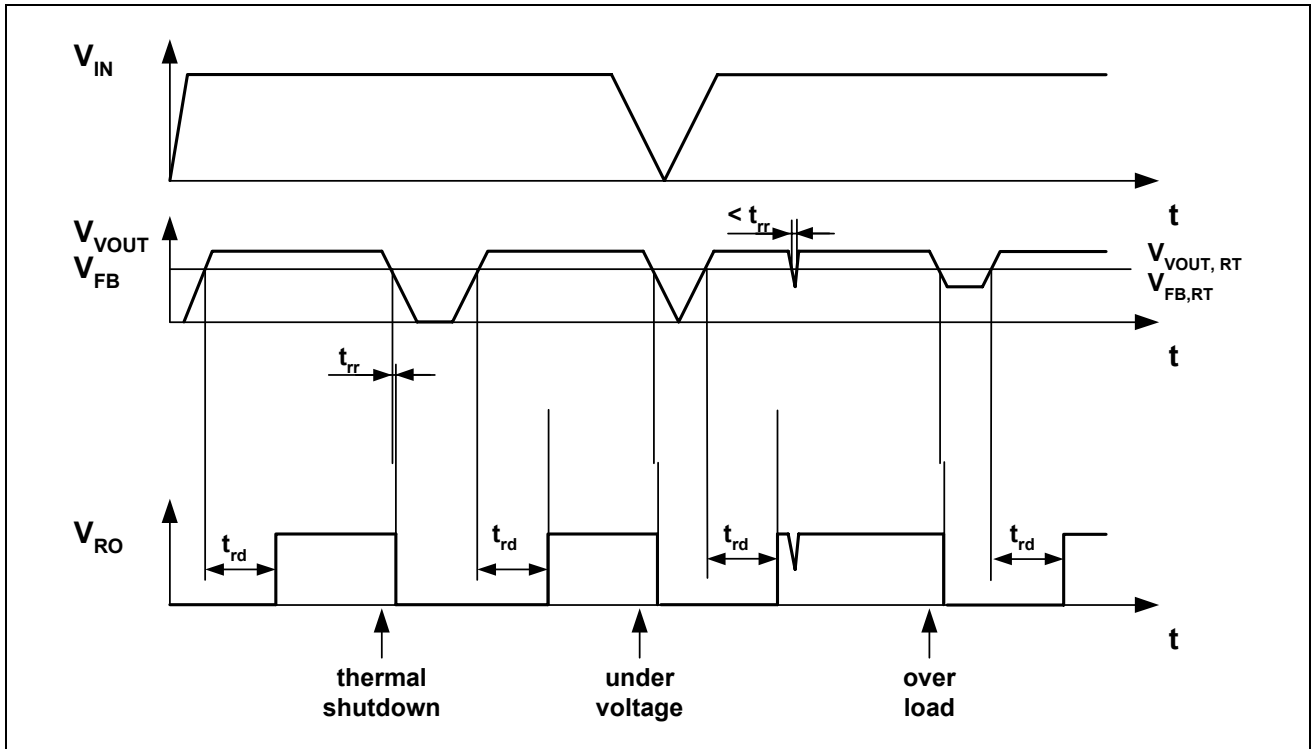 V_IN
t
< t_rr
V_VOUT
V_FB
V_VOUT, RT
V_FB,RT
t
t_rr
V_RO
t_rd
t_rd
t_rd
t_rd
t
thermal
shutdown
under
voltage
over
load